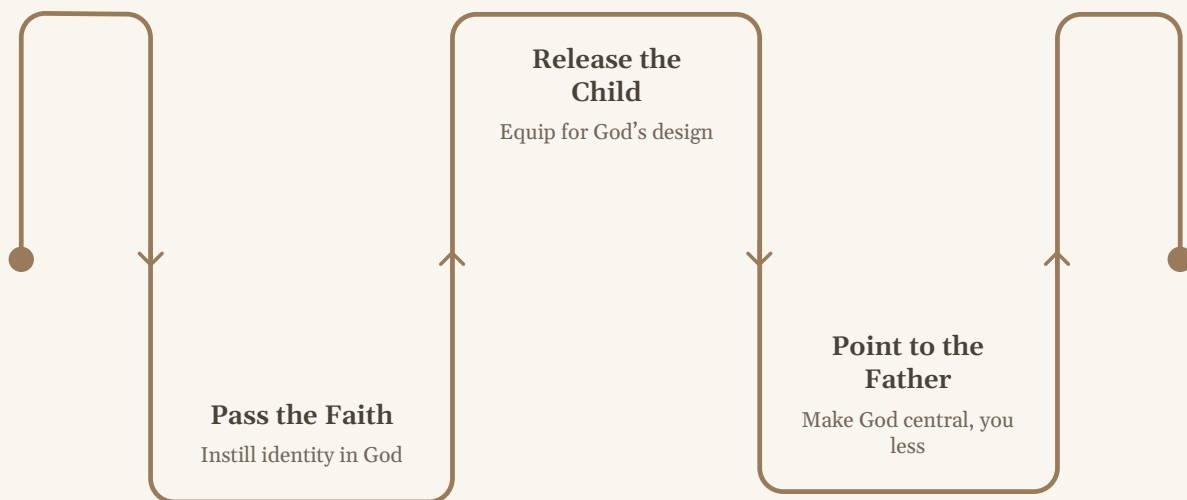 Pass the Faith
Instill identity in God
Release the
Child
Equip for God’s design
Point to the
Father
Make God central, you
less